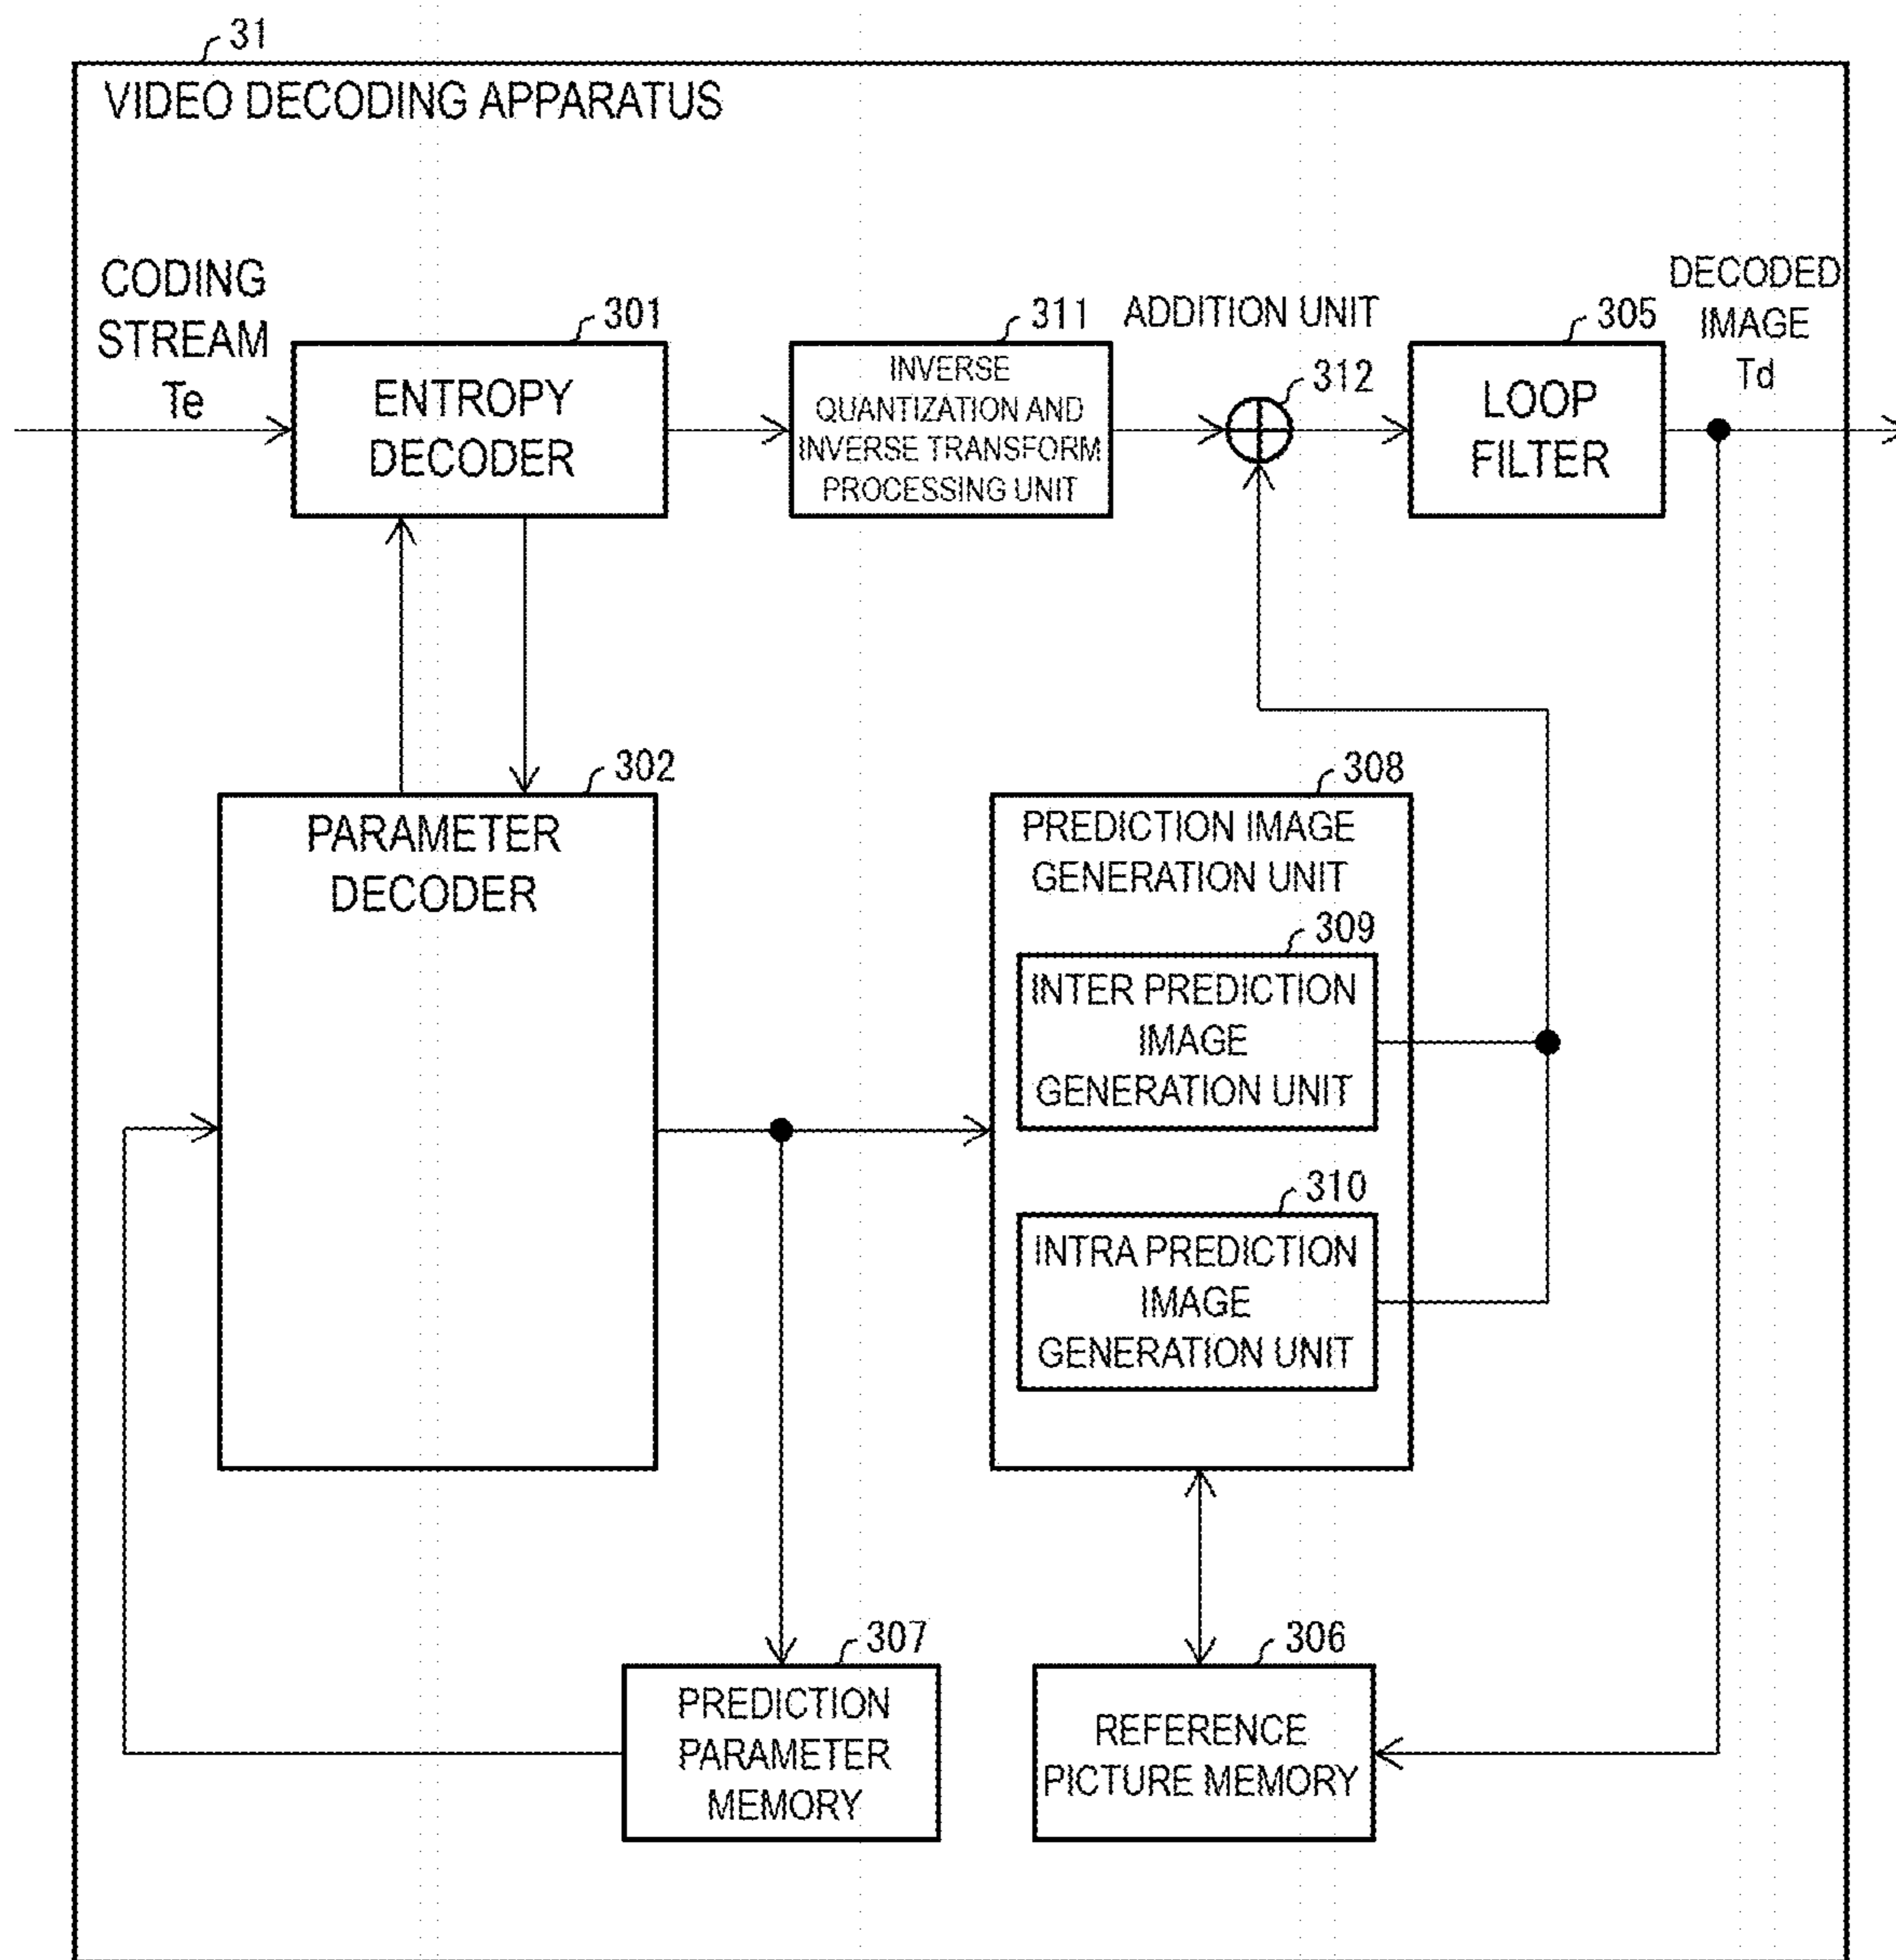 31
VIDEO DECODING APPARATUS
CODING
STREAM
Te
301
ENTROPY
DECODER
311
INVERSE
QUANTIZATION AND
INVERSE TRANSFORM
PROCESSING UNIT
ADDITION UNIT
312
305
LOOP
FILTER
DECODED
IMAGE
Td
302
PARAMETER
DECODER
308
PREDICTION IMAGE
GENERATION UNIT
309
INTER PREDICTION
IMAGE
GENERATION UNIT
310
INTRA PREDICTION
IMAGE
GENERATION UNIT
307
PREDICTION
PARAMETER
MEMORY
306
REFERENCE
PICTURE MEMORY